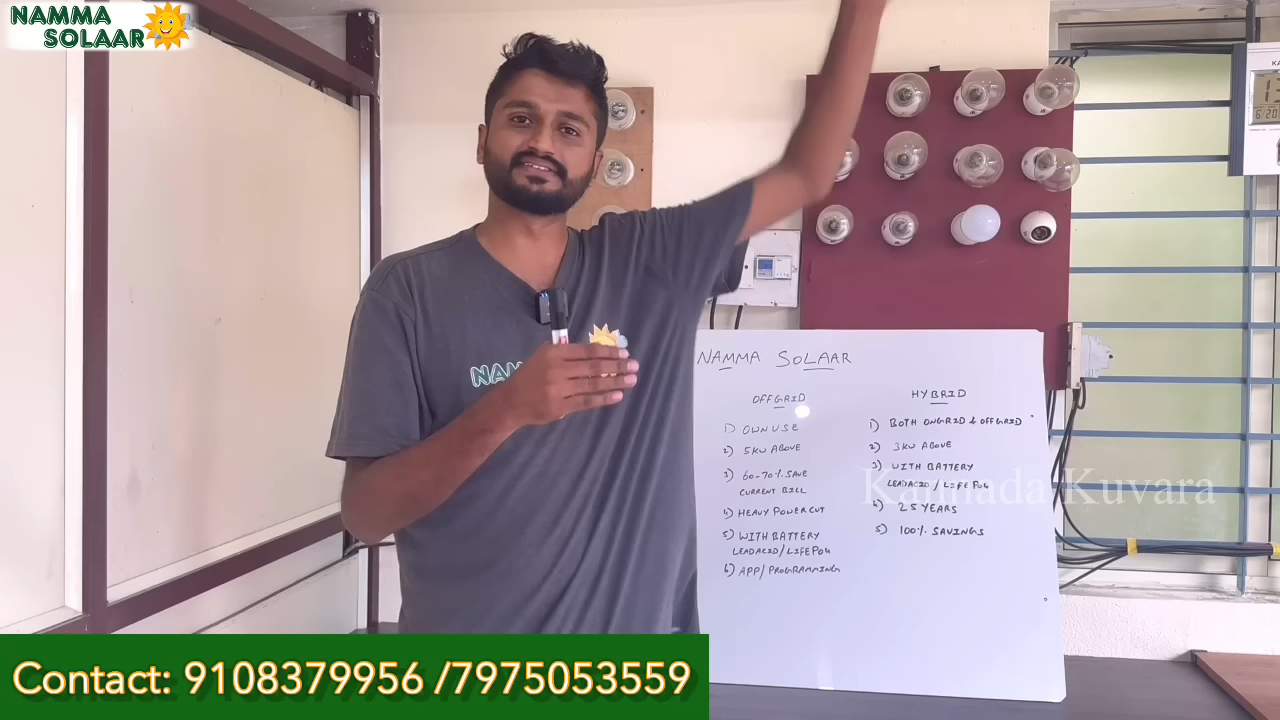 NAMMA
SOLAAR
NAMMA SOLAAR
OFFGRID
1) OWN USE
2) 5KW ABOVE
3) 60-70% SAVE
CURRENT BILL
4) HEAVY POWERCUT
5) WITH BATTERY
LEADACID/LIFEPO4
6) APP/PROGRAMMING
HYBRID
1) BOTH ONGRID & OFFGRID
2) 3KW ABOVE
3) WITH BATTERY
LEADACID/LIFEPO4
4) 25 YEARS
5) 100% SAVINGS
Kannada Kuvara
Contact: 9108379956 /7975053559